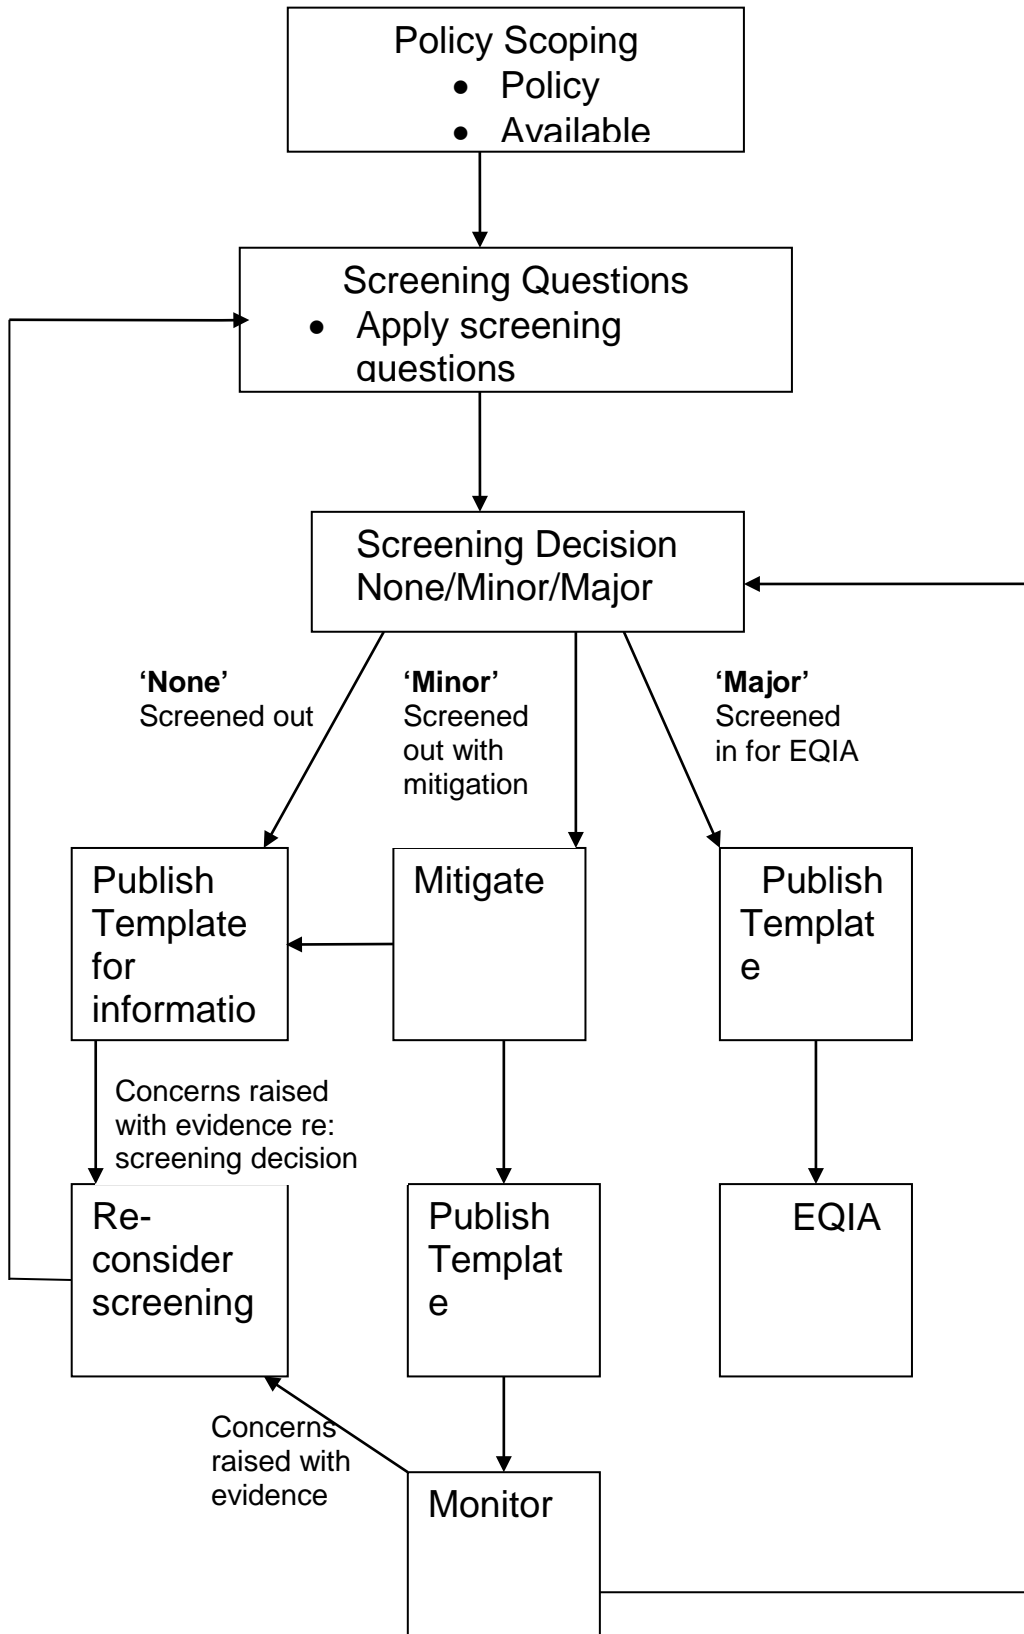 Policy Scoping
• Policy
• Available
Screening Questions
• Apply screening
questions
Screening Decision
None/Minor/Major
‘None’
Screened out
‘Minor’
Screened
out with
mitigation
‘Major’
Screened
in for EQIA
Publish
Template
for
informatio
Mitigate
Publish
Templat
e
Concerns raised
with evidence re:
screening decision
Re-
consider
screening
Publish
Templat
e
EQIA
Concerns
raised with
evidence
Monitor